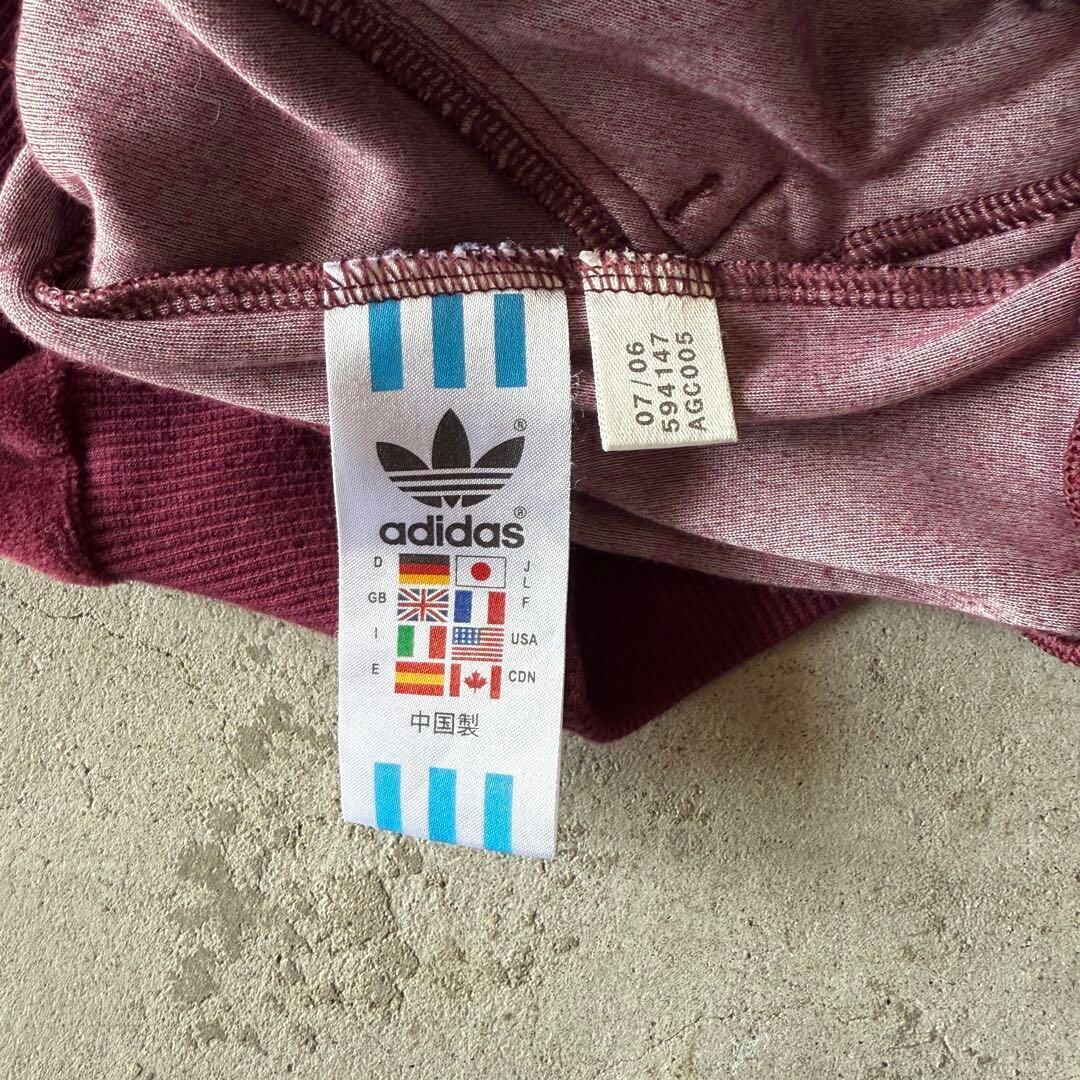 adidas
D
J
L
GB
F
I
USA
E
CDN
中国製
07/06
594147
AGC005